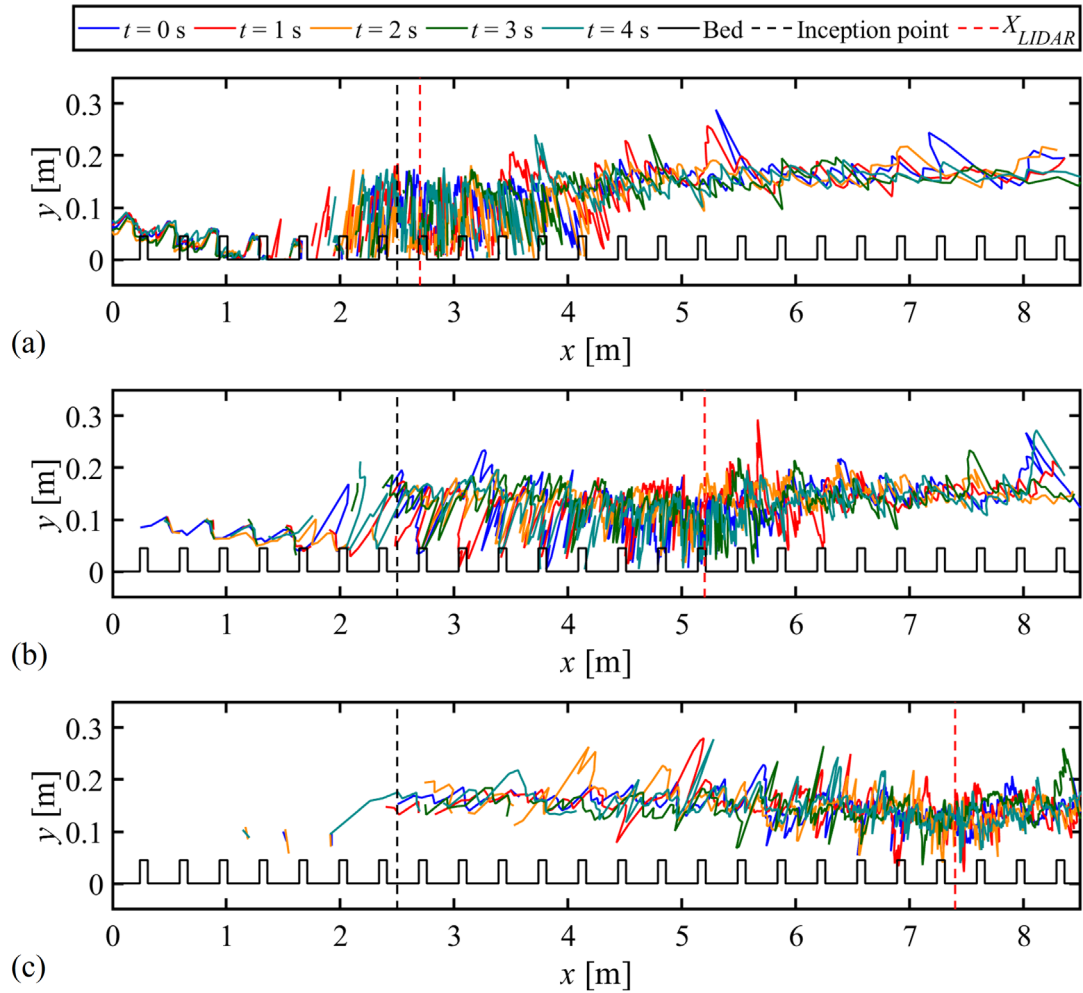 t = 0 s t = 1 s t = 2 s t = 3 s t = 4 s Bed Inception point X_LIDAR
0.3
0.2
0.1
0
y [m]
0 1 2 3 4 5 6 7 8
x [m]
(a)
0.3
0.2
0.1
0
y [m]
0 1 2 3 4 5 6 7 8
x [m]
(b)
0.3
0.2
0.1
0
y [m]
0 1 2 3 4 5 6 7 8
x [m]
(c)